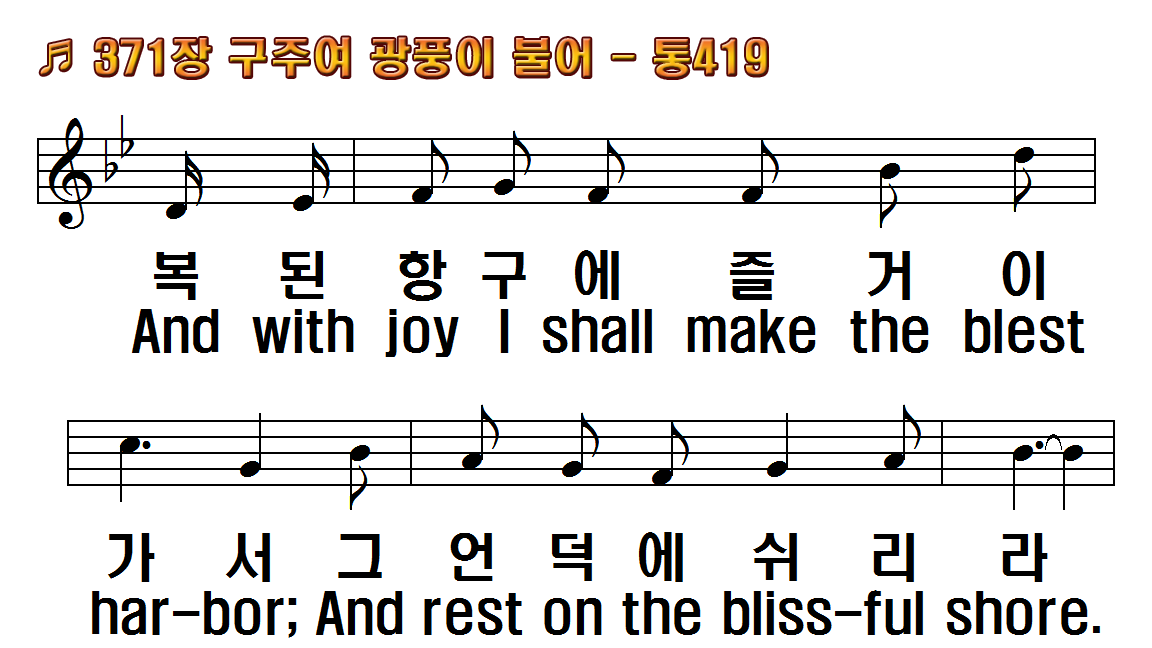 ♬ 371장 구주여 광풍이 불어 - 통419
복 된 항 구 에 즐 거 이
And with joy I shall make the blest
가 서 그 언 덕 에 쉬 리 라
har-bor; And rest on the bliss-ful shore.